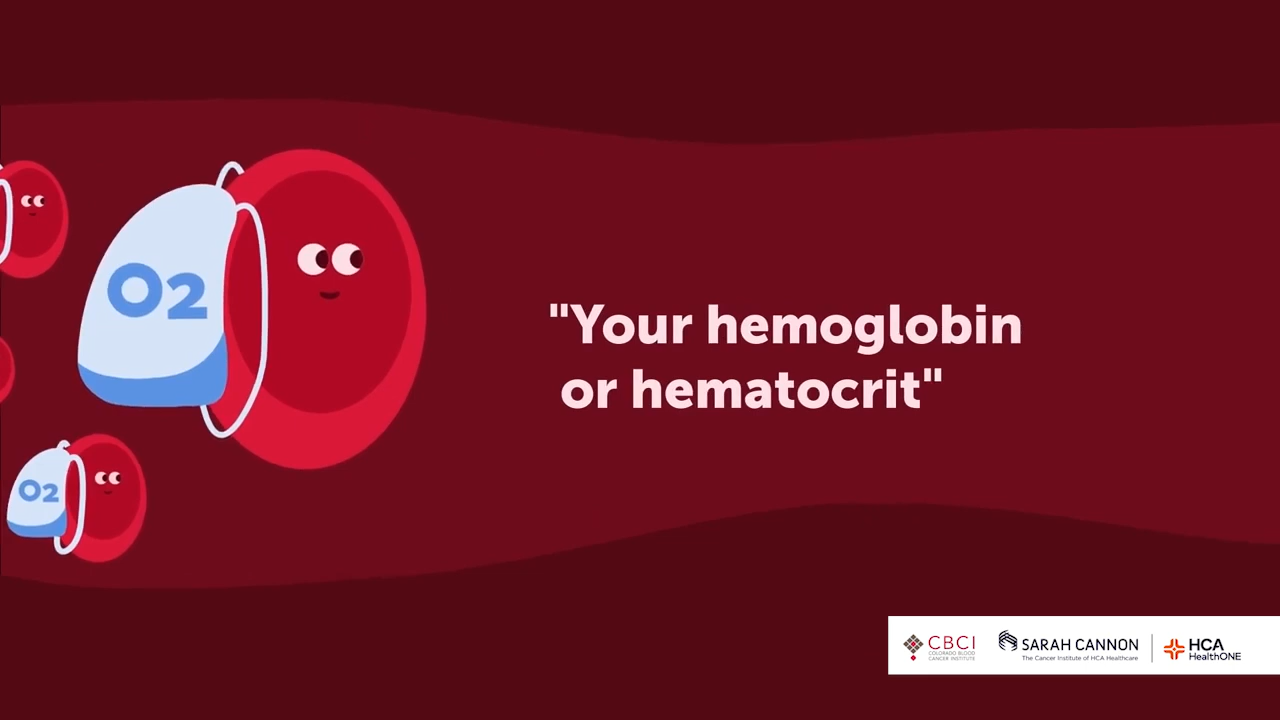 O2
"Your hemoglobin
or hematocrit"
O2
CBCI
COLORADO BLOOD
CANCER INSTITUTE
SARAH CANNON
The Cancer Institute of HCA Healthcare
HCA
HealthONE